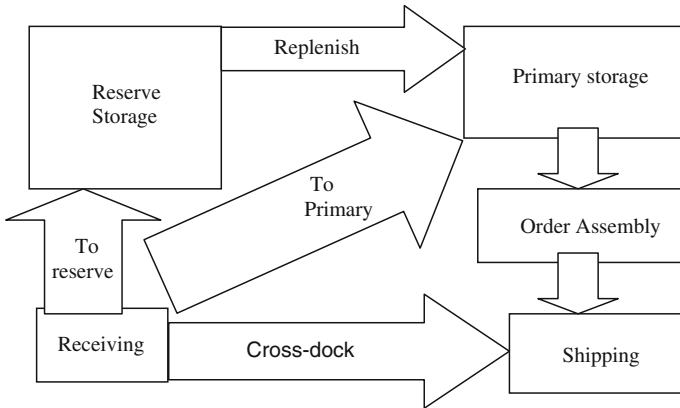 Replenish
Reserve
Storage
Primary storage
To
Primary
Order Assembly
To
reserve
Receiving
Cross-dock
Shipping